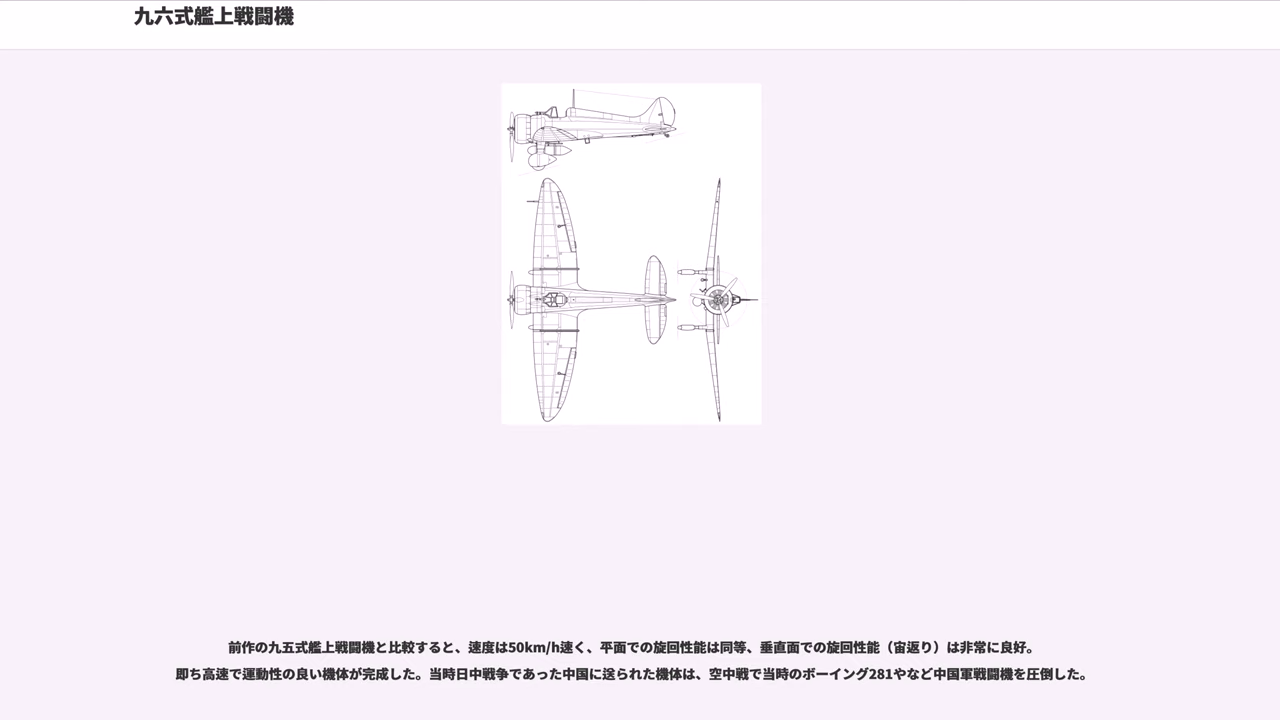 九六式艦上戦闘機
前作の九五式艦上戦闘機と比較すると、速度は50km/h速く、平面での旋回性能は同等、垂直面での旋回性能（宙返り）は非常に良好。
即ち高速で運動性の良い機体が完成した。当時日中戦争であった中国に送られた機体は、空中戦で当時のボーイング281やなど中国軍戦闘機を圧倒した。